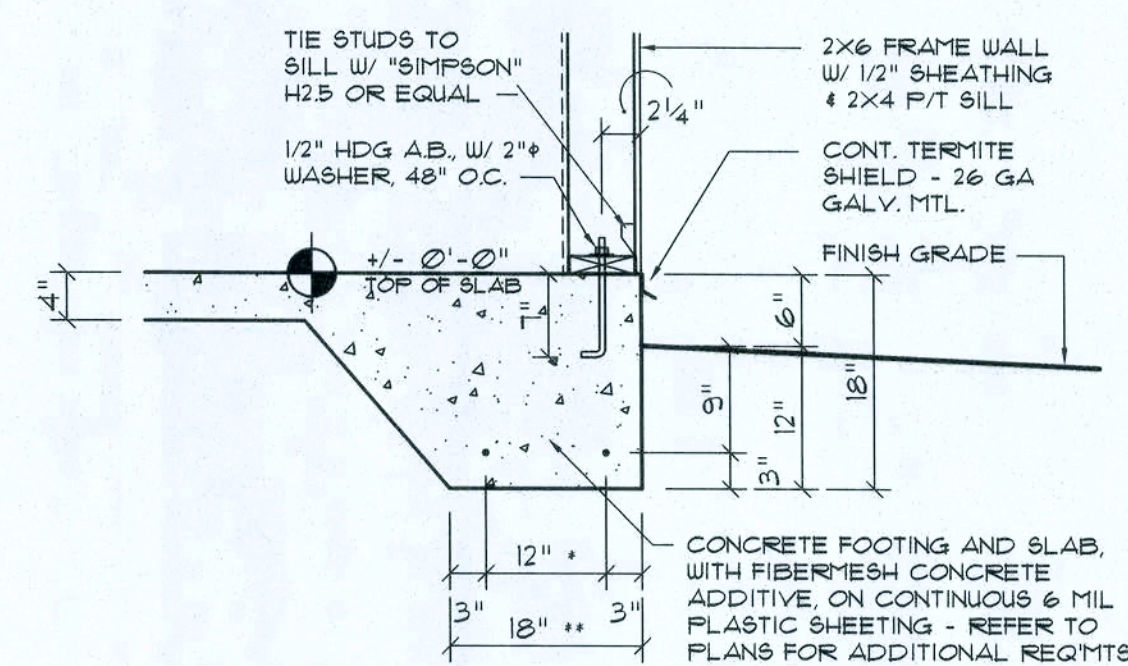 TIE STUDS TO
SILL W/ "SIMPSON"
H2.5 OR EQUAL
1/2" HDG A.B., W/ 2"ϕ
WASHER, 48" O.C.
2 1/4"
2X6 FRAME WALL
W/ 1/2" SHEATHING
& 2X4 P/T SILL
CONT. TERMITE
SHIELD - 26 GA
GALV. MTL.
FINISH GRADE
+/- Ø'-Ø"
TOP OF SLAB
4"
7"
6"
9"
12"
18"
3"
12" *
3"
3"
18" **
CONCRETE FOOTING AND SLAB,
WITH FIBERMESH CONCRETE
ADDITIVE, ON CONTINUOUS 6 MIL
PLASTIC SHEETING - REFER TO
PLANS FOR ADDITIONAL REQ'MTS